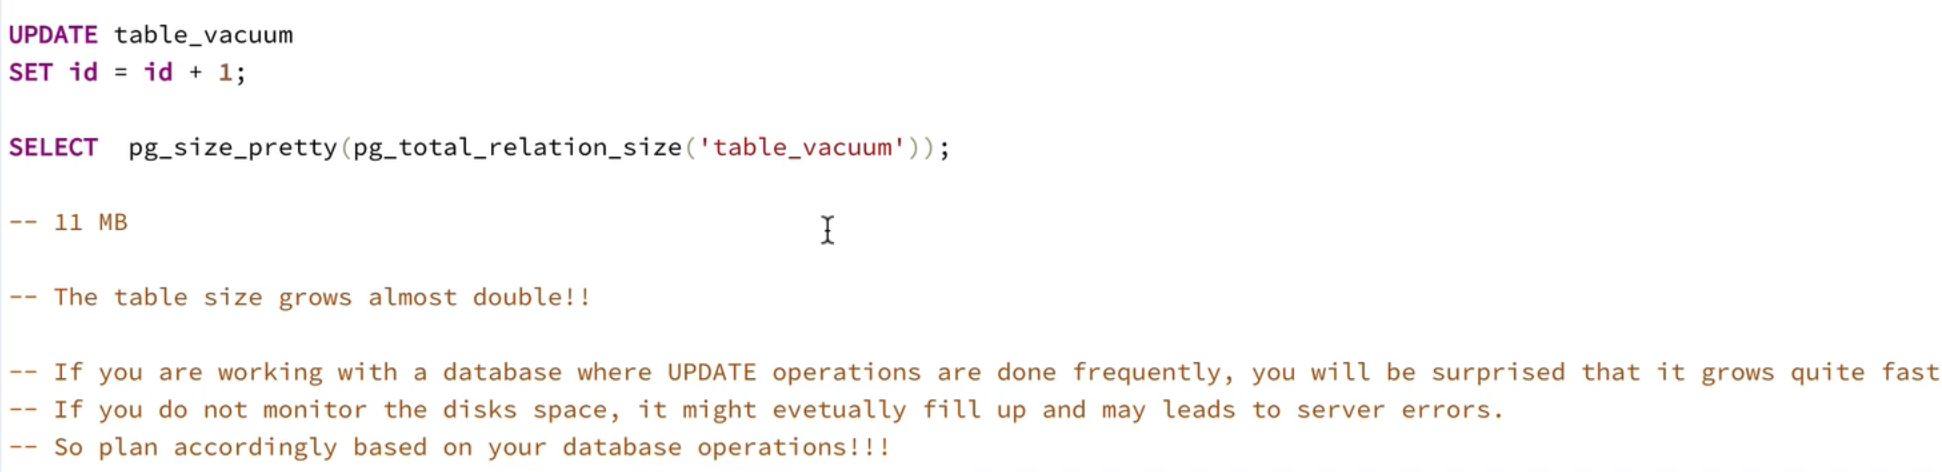 UPDATE table_vacuum
SET id = id + 1;
SELECT  pg_size_pretty(pg_total_relation_size('table_vacuum'));
-- 11 MB
-- The table size grows almost double!!
-- If you are working with a database where UPDATE operations are done frequently, you will be surprised that it grows quite fast
-- If you do not monitor the disks space, it might evetually fill up and may leads to server errors.
-- So plan accordingly based on your database operations!!!